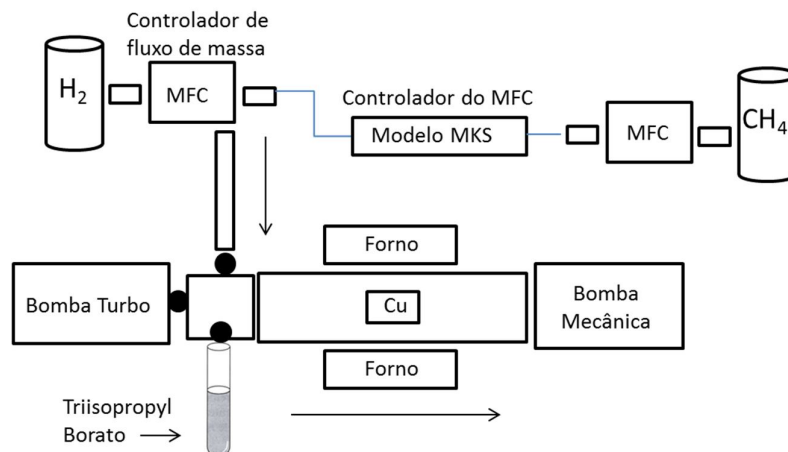 Controlador de
fluxo de massa
H2
MFC
Controlador do MFC
Modelo MKS
MFC
CH4
Forno
Bomba Turbo
Cu
Bomba
Mecânica
Forno
Triisopropyl
Borato